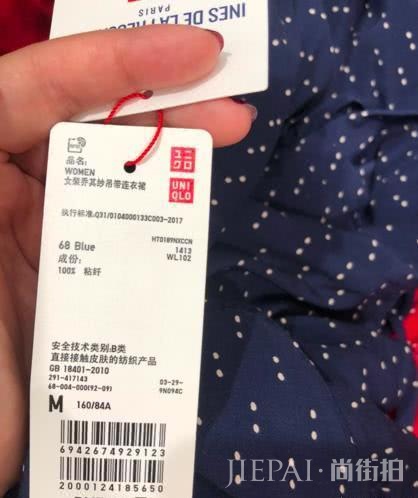 INES DE LA FRESSANGE
PARIS
品名:
WOMEN
女装乔其纱吊带连衣裙
ユニ
クロ
UNI
QLO
执行标准:Q31/0104000133C003-2017
HT0189NXCCN
68 Blue
1413
成份:
WL102
100% 粘纤
安全技术类别:B类
直接接触皮肤的纺织产品
GB 18401-2010
291-417143
03-29-
68-004-000(92-09)
9N094C
M 160/84A
6942674929123
2000124185650
JIEPAI·尚街拍